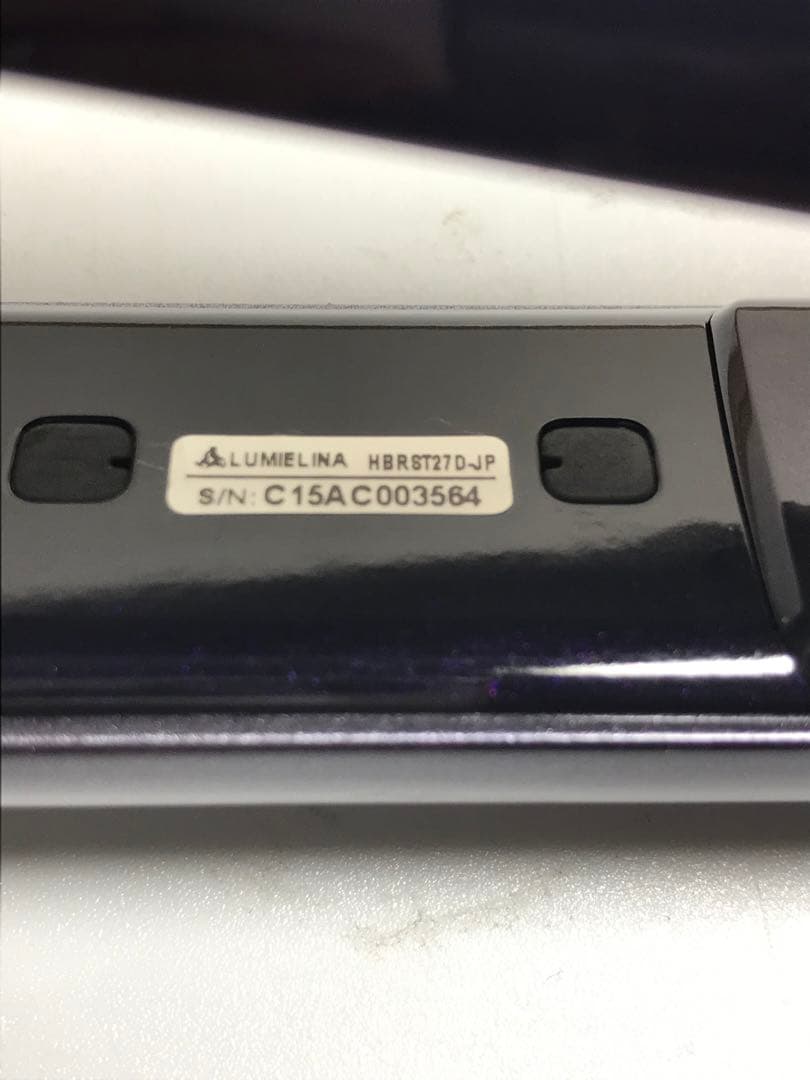 LUMIELINA HBRST27D-JP
S/N: C15AC003564